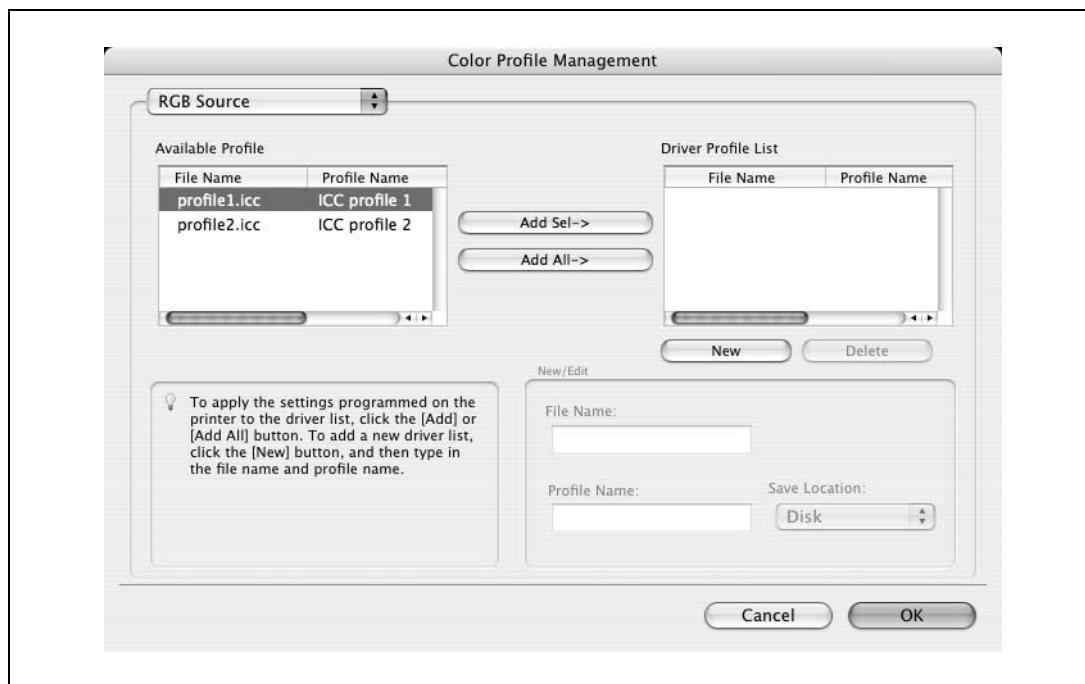 Color Profile Management
RGB Source
Available Profile
File Name Profile Name
profile1.icc ICC profile 1
profile2.icc ICC profile 2
Add Sel->
Add All->
Driver Profile List
File Name Profile Name
New Delete
To apply the settings programmed on the
printer to the driver list, click the [Add] or
[Add All] button. To add a new driver list,
click the [New] button, and then type in
the file name and profile name.
New/Edit
File Name:
Profile Name:
Save Location:
Disk
Cancel OK